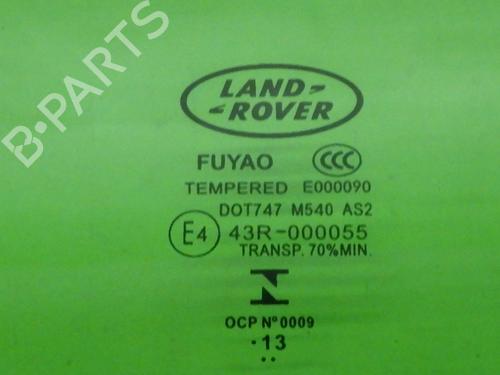 B-PARTS
LAND-
ROVER
FUYAO CCC
TEMPERED E000090
DOT747 M540 AS2
E4 43R-000055
TRANSP. 70%MIN.
OCP Nº0009
.13
..